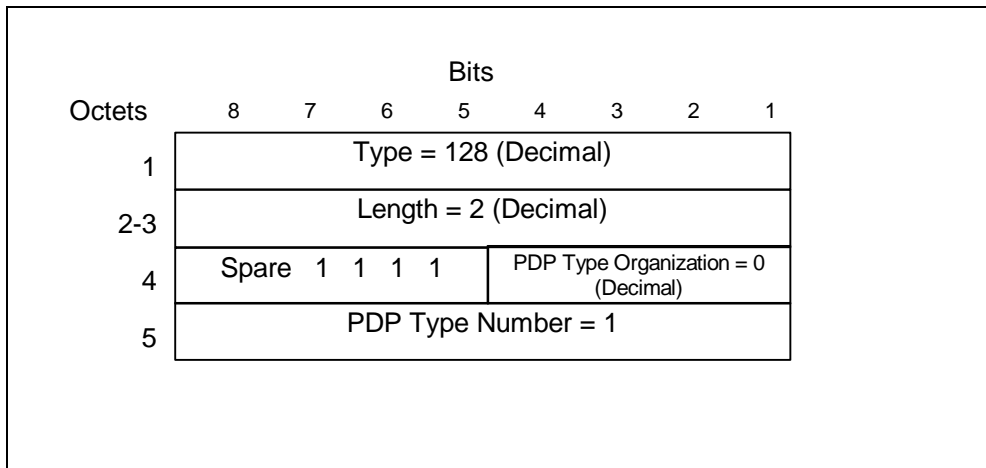 Bits
Octets 8 7 6 5 4 3 2 1
1 Type = 128 (Decimal)
2-3 Length = 2 (Decimal)
4 Spare 1 1 1 1 PDP Type Organization = 0
(Decimal)
5 PDP Type Number = 1